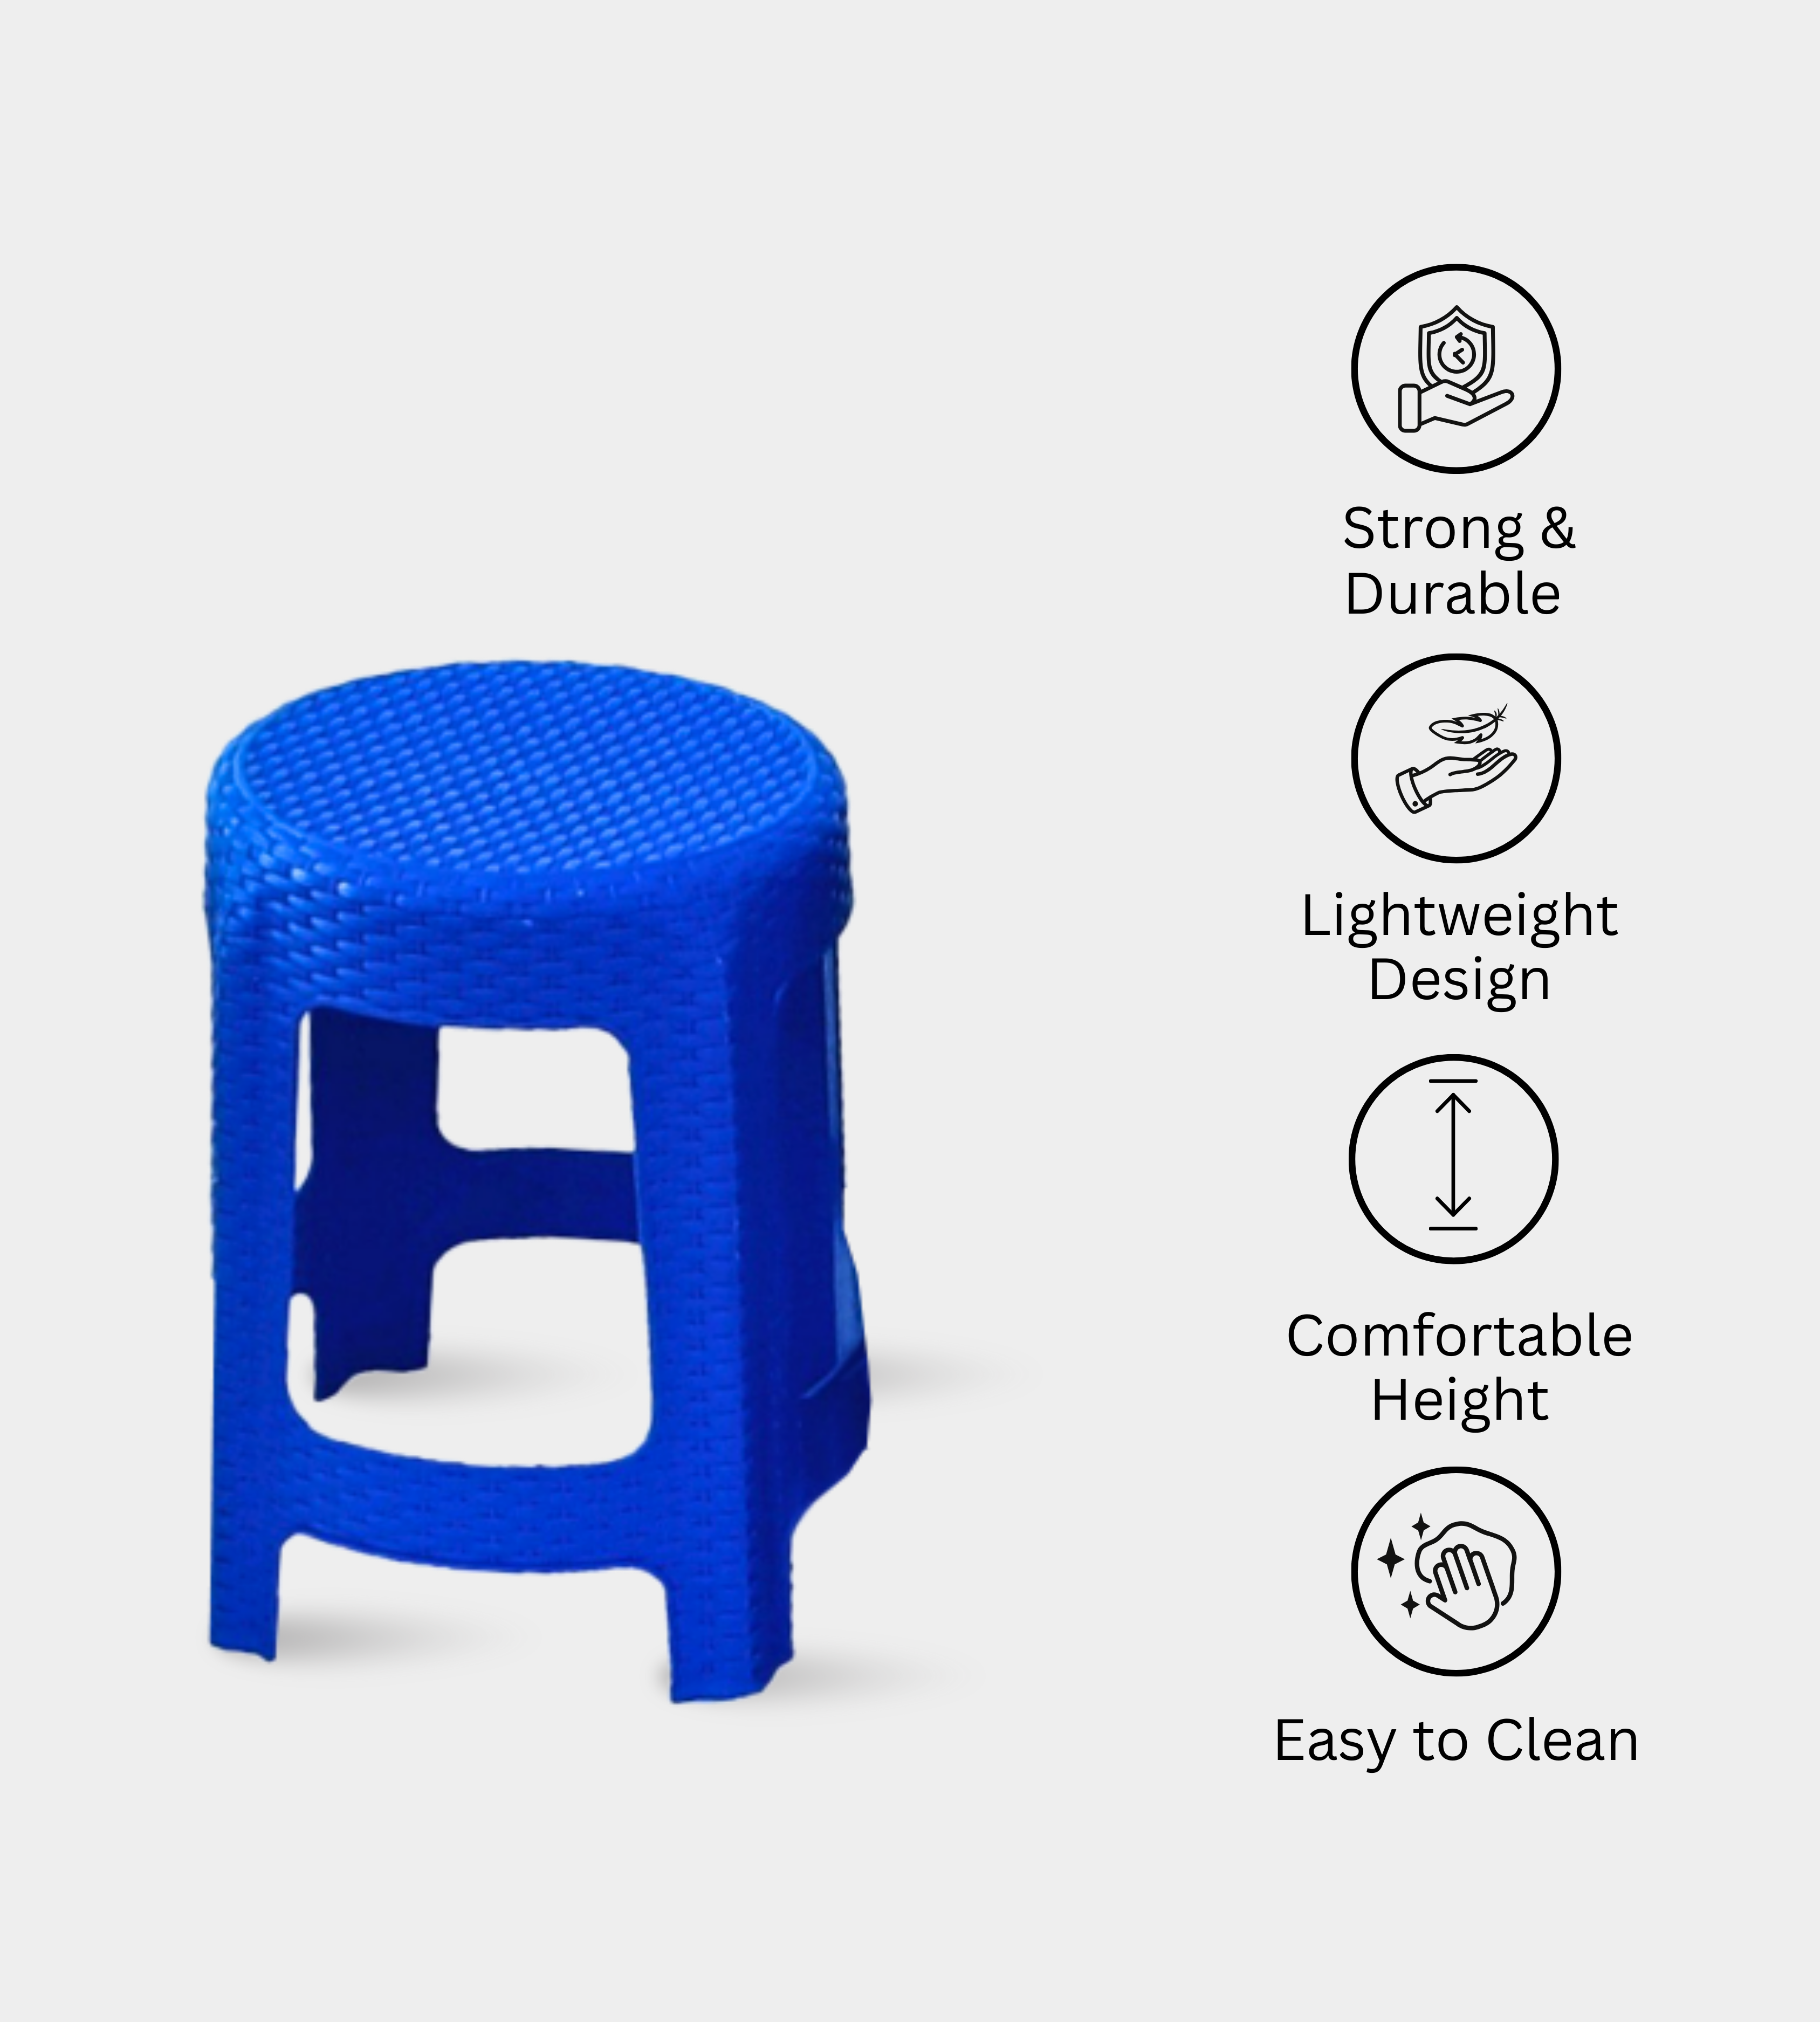 Strong &
Durable
Lightweight
Design
Comfortable
Height
Easy to Clean